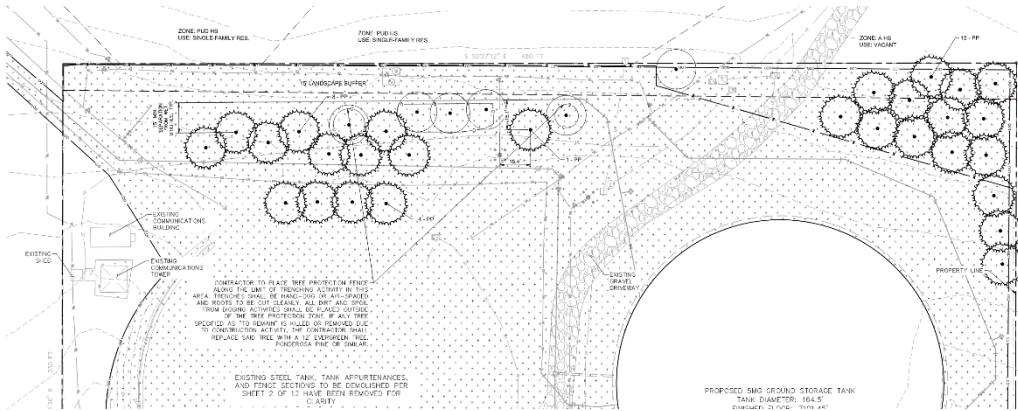 ZONE: PUD HS
USE: SINGLE-FAMILY RES.
ZONE: PUD HS
USE: SINGLE-FAMILY RES.
ZONE: A HS
USE: VACANT
15 - PP
LANDSCAPE BUFFER
8 - PP
1 - PP
4 - PP
EXISTING
COMMUNICATIONS
BUILDING
EXISTING
SHED
EXISTING
COMMUNICATIONS
TOWER
EXISTING
GRAVEL
DRIVEWAY
PROPERTY LINE
CONTRACTOR TO PLACE TREE PROTECTION FENCE
ALONG THE LIMIT OF TRENCHING ACTIVITY IN THIS
AREA. TRENCHES SHALL BE HAND-DUG OR AIR-SPADED
AND ROOTS TO BE CUT CLEANLY. ALL DIRT AND SPOIL
FROM DIGGING ACTIVITIES SHALL BE PLACED OUTSIDE
OF THE TREE PROTECTION ZONE. IF ANY TREE
SPECIFIED AS "TO REMAIN" IS KILLED OR REMOVED DUE
TO CONSTRUCTION ACTIVITY, THE CONTRACTOR SHALL
REPLACE SAID TREE WITH A 12' EVERGREEN TREE,
PONDEROSA PINE OR SIMILAR.
EXISTING STEEL TANK, TANK APPURTENANCES,
AND FENCE SECTIONS TO BE DEMOLISHED PER
SHEET 2 OF 12 HAVE BEEN REMOVED FOR
CLARITY
PROPOSED 5MG GROUND STORAGE TANK
TANK DIAMETER: 164.5'
FINISHED FLOOR: